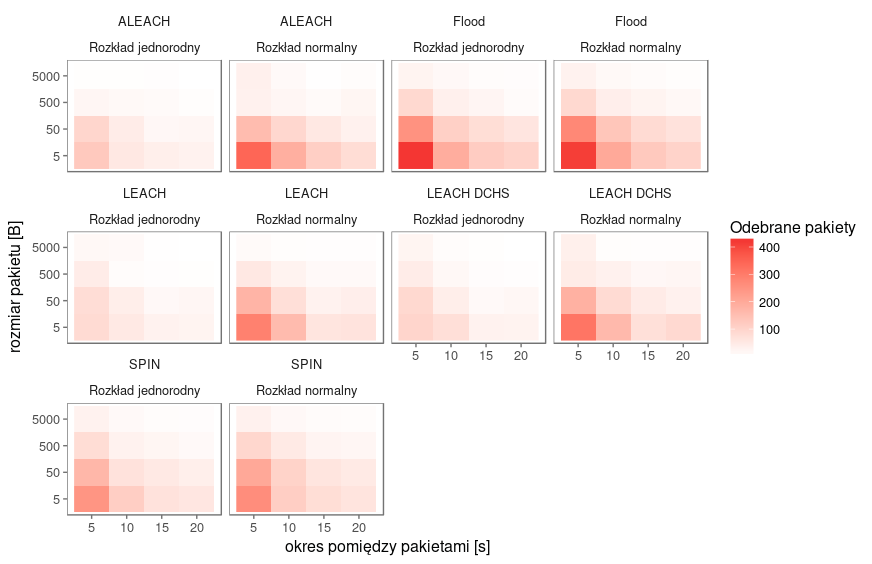 ALEACH
ALEACH
Flood
Flood
Rozkład jednorodny
Rozkład normalny
Rozkład jednorodny
Rozkład normalny
5000
500
50
5
LEACH
LEACH
LEACH DCHS
LEACH DCHS
Rozkład jednorodny
Rozkład normalny
Rozkład jednorodny
Rozkład normalny
5000
500
50
5
5 10 15 20
5 10 15 20
SPIN
SPIN
Rozkład jednorodny
Rozkład normalny
5000
500
50
5
5 10 15 20
5 10 15 20
okres pomiędzy pakietami [s]
rozmiar pakietu [B]
Odebrane pakiety
400
300
200
100